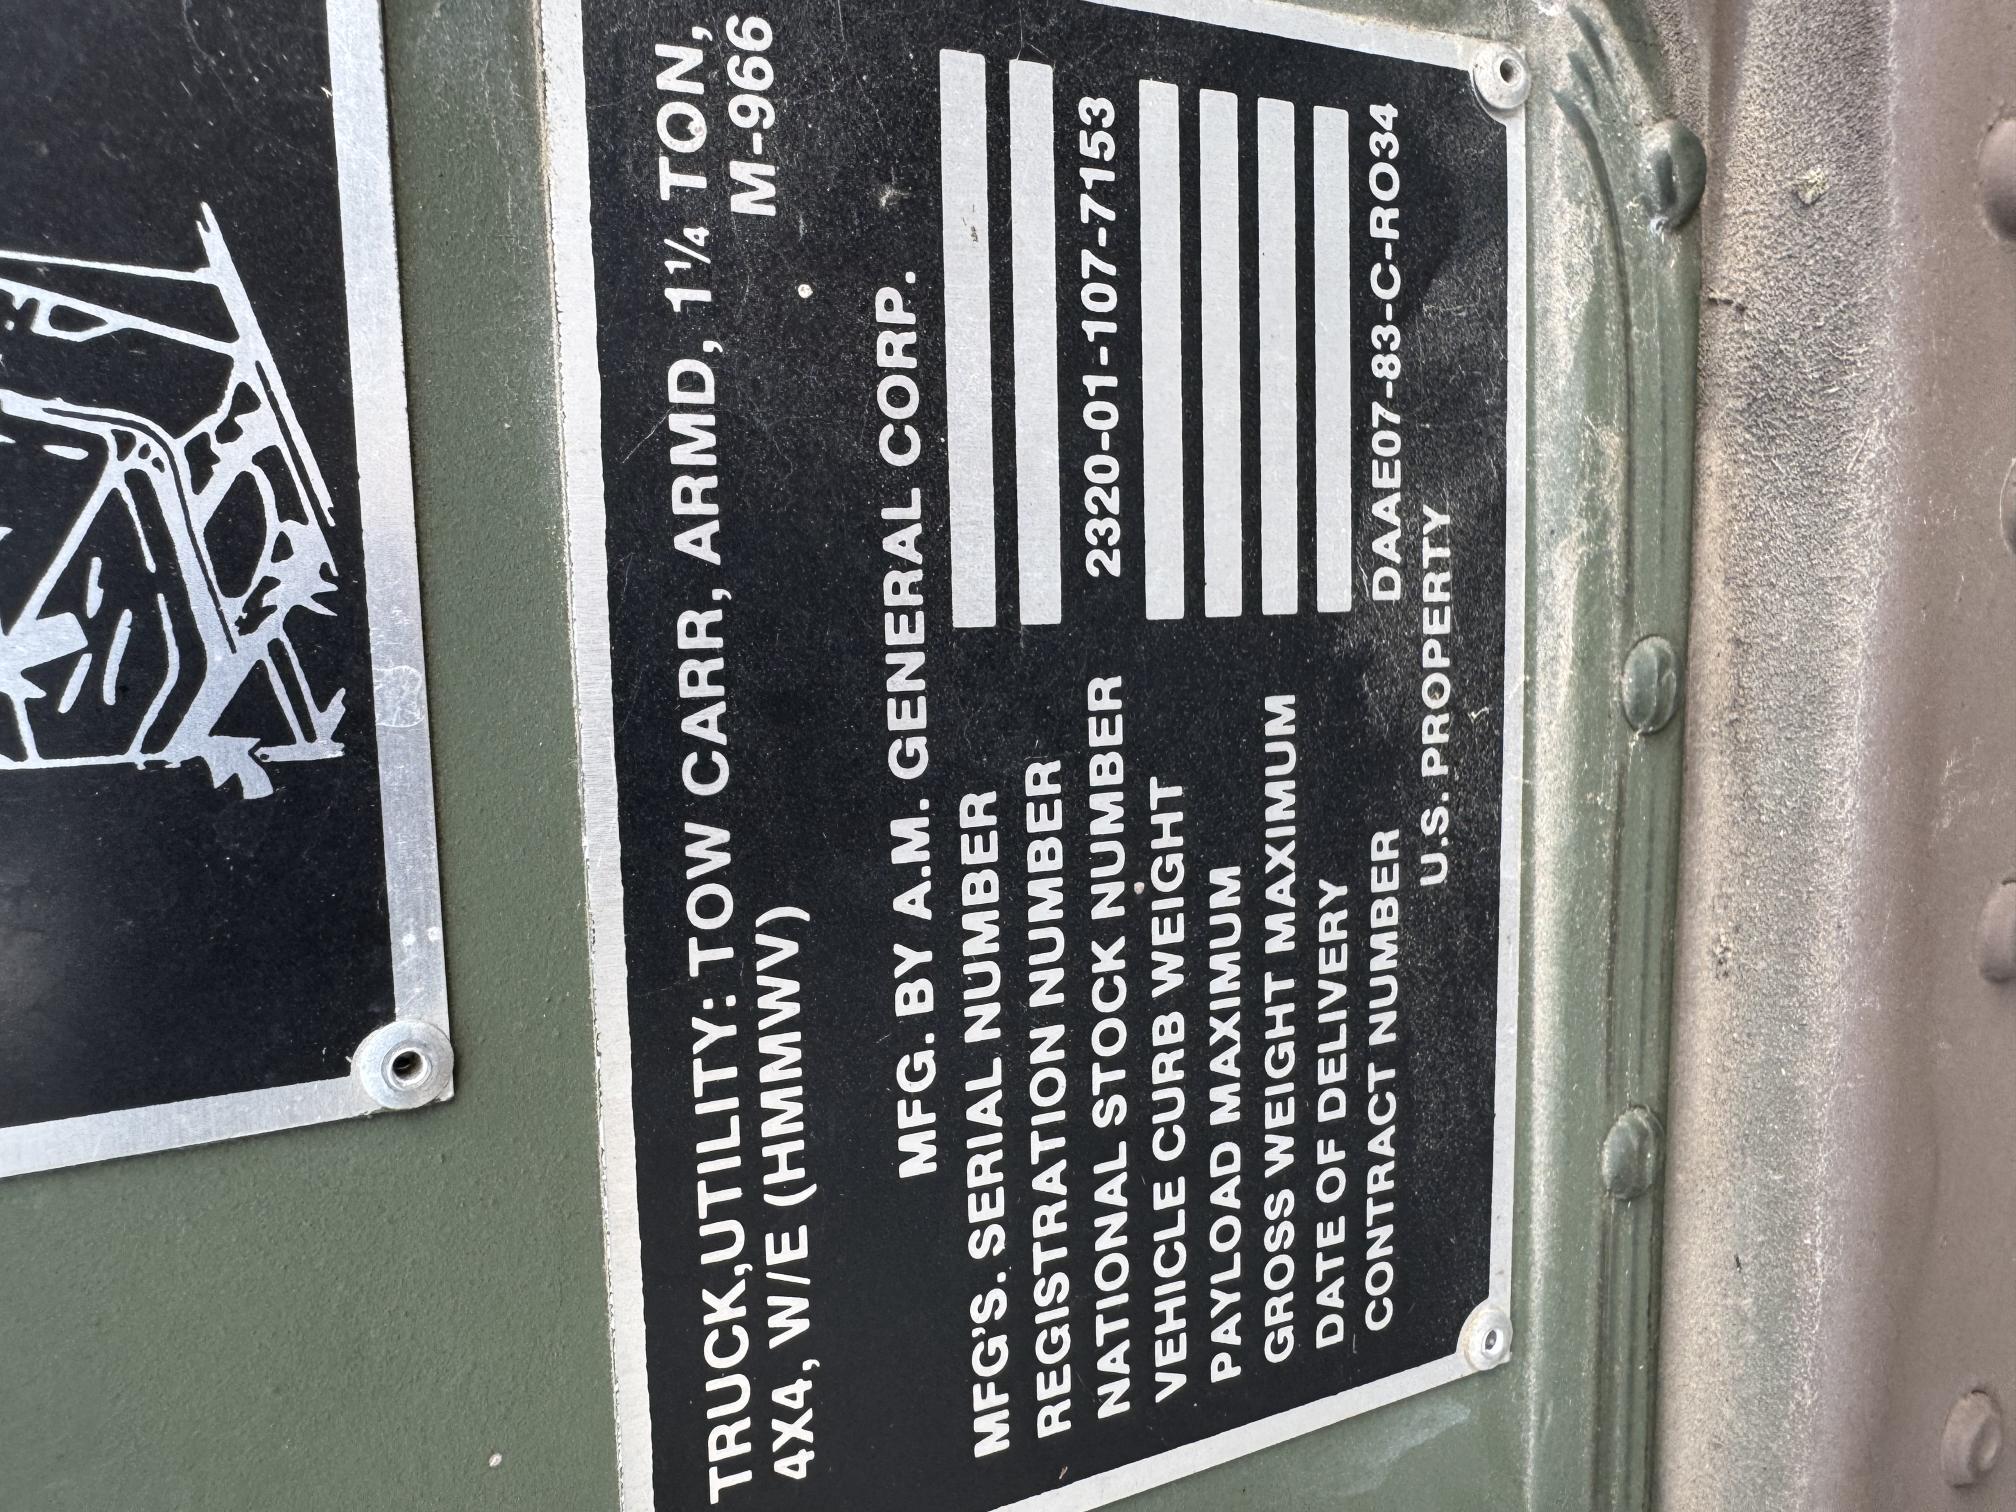 TRUCK,UTILITY: TOW CARR, ARMD, 1¼ TON,
4X4, W/E (HMMWV) M-966
MFG. BY A.M. GENERAL CORP.
MFG'S. SERIAL NUMBER
REGISTRATION NUMBER
NATIONAL STOCK NUMBER 2320-01-107-7153
VEHICLE CURB WEIGHT
PAYLOAD MAXIMUM
GROSS WEIGHT MAXIMUM
DATE OF DELIVERY
CONTRACT NUMBER DAAE07-83-C-RO34
U.S. PROPERTY